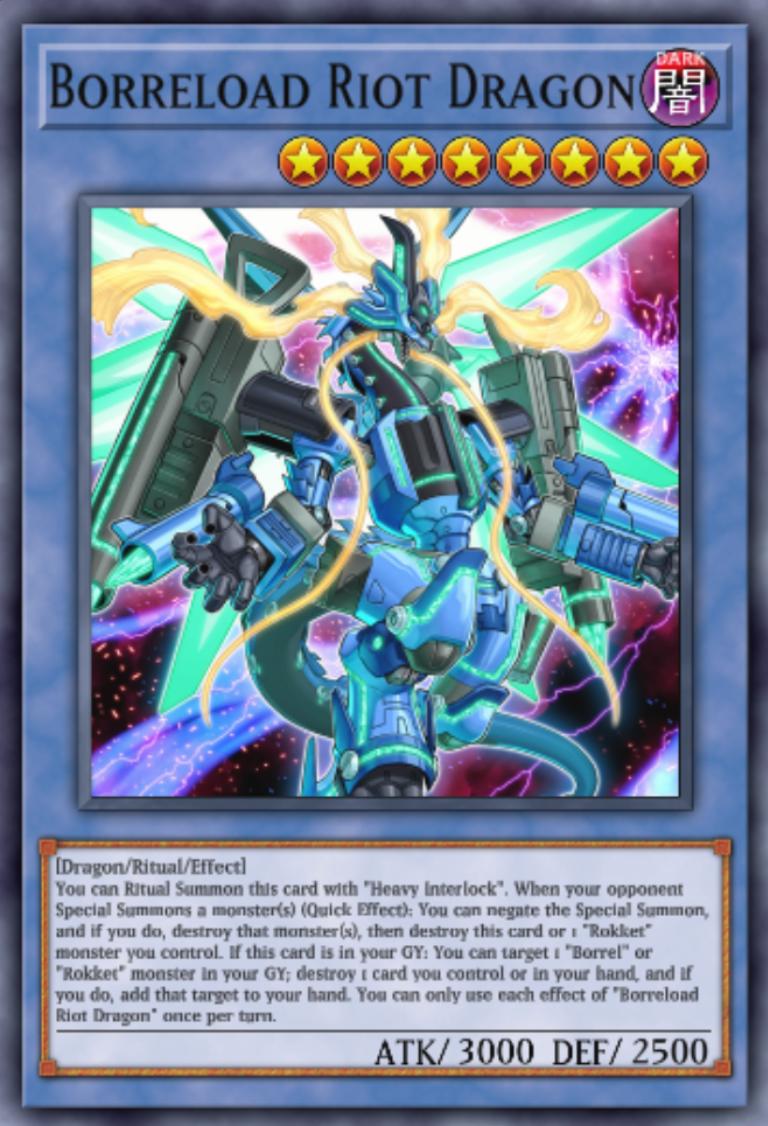 Borreload Riot Dragon
DARK
闇
[Dragon/Ritual/Effect]
You can Ritual Summon this card with "Heavy Interlock". When your opponent
Special Summons a monster(s) (Quick Effect): You can negate the Special Summon,
and if you do, destroy that monster(s), then destroy this card or 1 "Rokket"
monster you control. If this card is in your GY: You can target 1 "Borrel" or
"Rokket" monster in your GY; destroy 1 card you control or in your hand, and if
you do, add that target to your hand. You can only use each effect of "Borreload
Riot Dragon" once per turn.
ATK/ 3000 DEF/ 2500